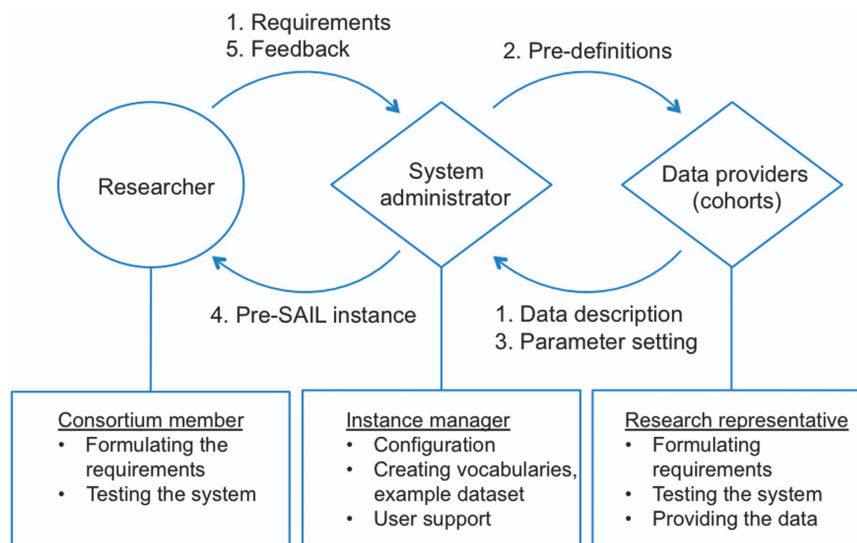 1. Requirements
5. Feedback
2. Pre-definitions
Researcher
System
administrator
Data providers
(cohorts)
4. Pre-SAIL instance
1. Data description
3. Parameter setting
Consortium member
• Formulating the
requirements
• Testing the system
Instance manager
• Configuration
• Creating vocabularies,
example dataset
• User support
Research representative
• Formulating
requirements
• Testing the system
• Providing the data